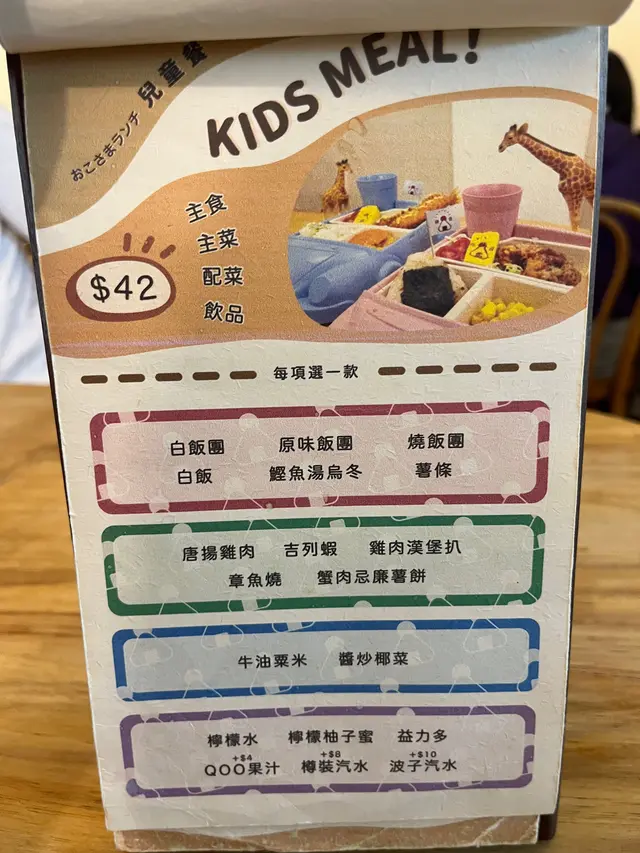 おこさまランチ 兒童餐
KIDS MEAL!
主食
主菜
配菜
飲品
$42
每項選一款
白飯團 原味飯團 燒飯團
白飯 鰹魚湯烏冬 薯條
唐揚雞肉 吉列蝦 雞肉漢堡扒
章魚燒 蟹肉忌廉薯餅
牛油粟米 醬炒椰菜
檸檬水 檸檬柚子蜜 益力多
+$4 +$8 +$10
QOO果汁 樽裝汽水 波子汽水